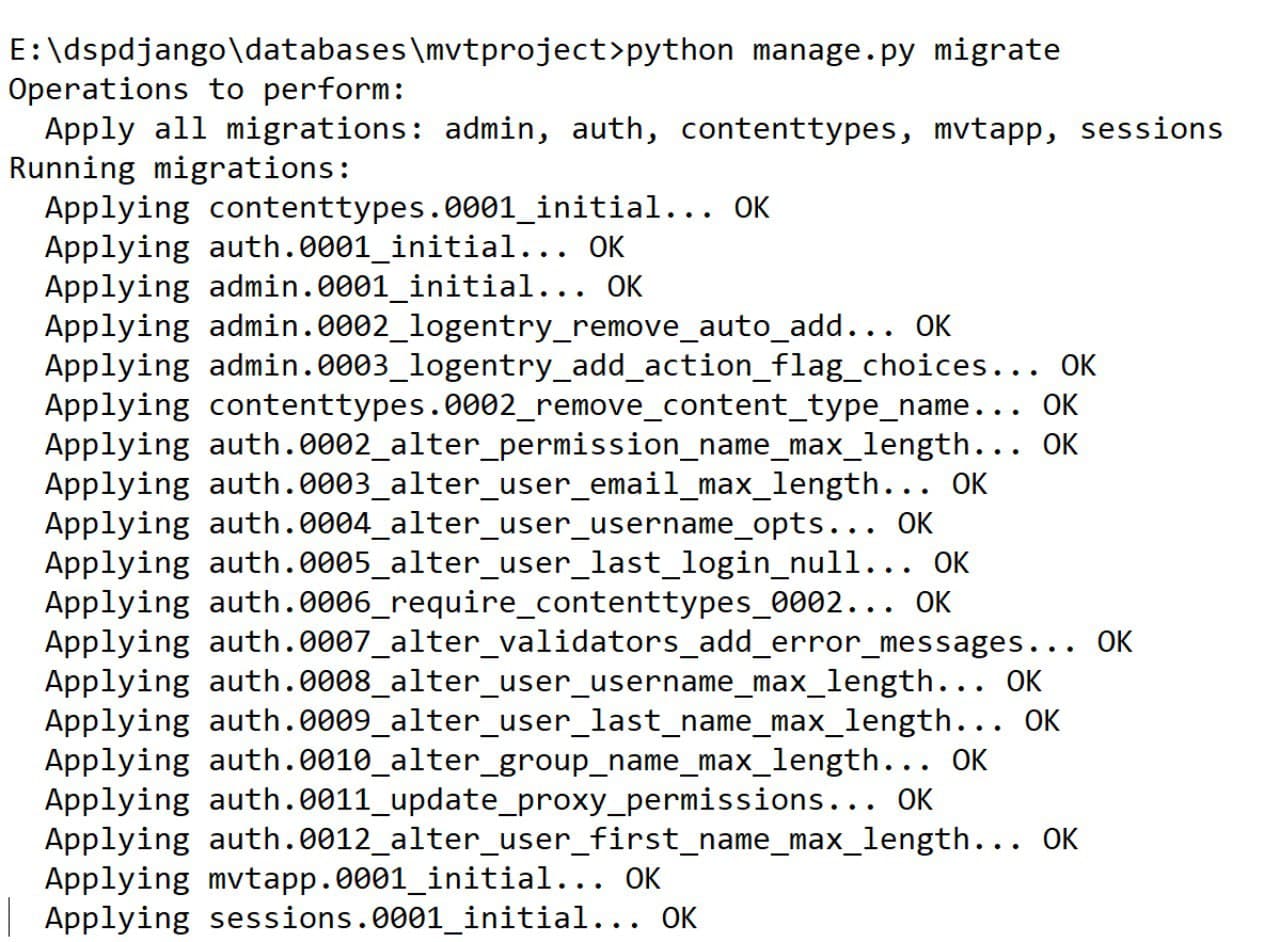 E:\dspdjango\databases\mvtproject>python manage.py migrate
Operations to perform:
  Apply all migrations: admin, auth, contenttypes, mvtapp, sessions
Running migrations:
  Applying contenttypes.0001_initial... OK
  Applying auth.0001_initial... OK
  Applying admin.0001_initial... OK
  Applying admin.0002_logentry_remove_auto_add... OK
  Applying admin.0003_logentry_add_action_flag_choices... OK
  Applying contenttypes.0002_remove_content_type_name... OK
  Applying auth.0002_alter_permission_name_max_length... OK
  Applying auth.0003_alter_user_email_max_length... OK
  Applying auth.0004_alter_user_username_opts... OK
  Applying auth.0005_alter_user_last_login_null... OK
  Applying auth.0006_require_contenttypes_0002... OK
  Applying auth.0007_alter_validators_add_error_messages... OK
  Applying auth.0008_alter_user_username_max_length... OK
  Applying auth.0009_alter_user_last_name_max_length... OK
  Applying auth.0010_alter_group_name_max_length... OK
  Applying auth.0011_update_proxy_permissions... OK
  Applying auth.0012_alter_user_first_name_max_length... OK
  Applying mvtapp.0001_initial... OK
  Applying sessions.0001_initial... OK